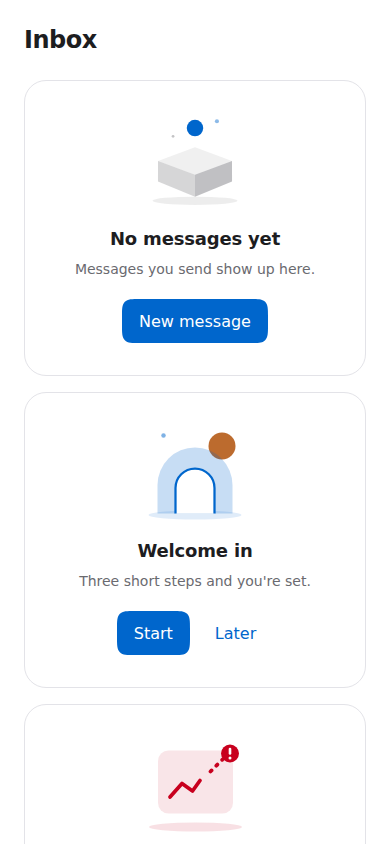 Inbox
No messages yet
Messages you send show up here.
New message
Welcome in
Three short steps and you're set.
Start
Later